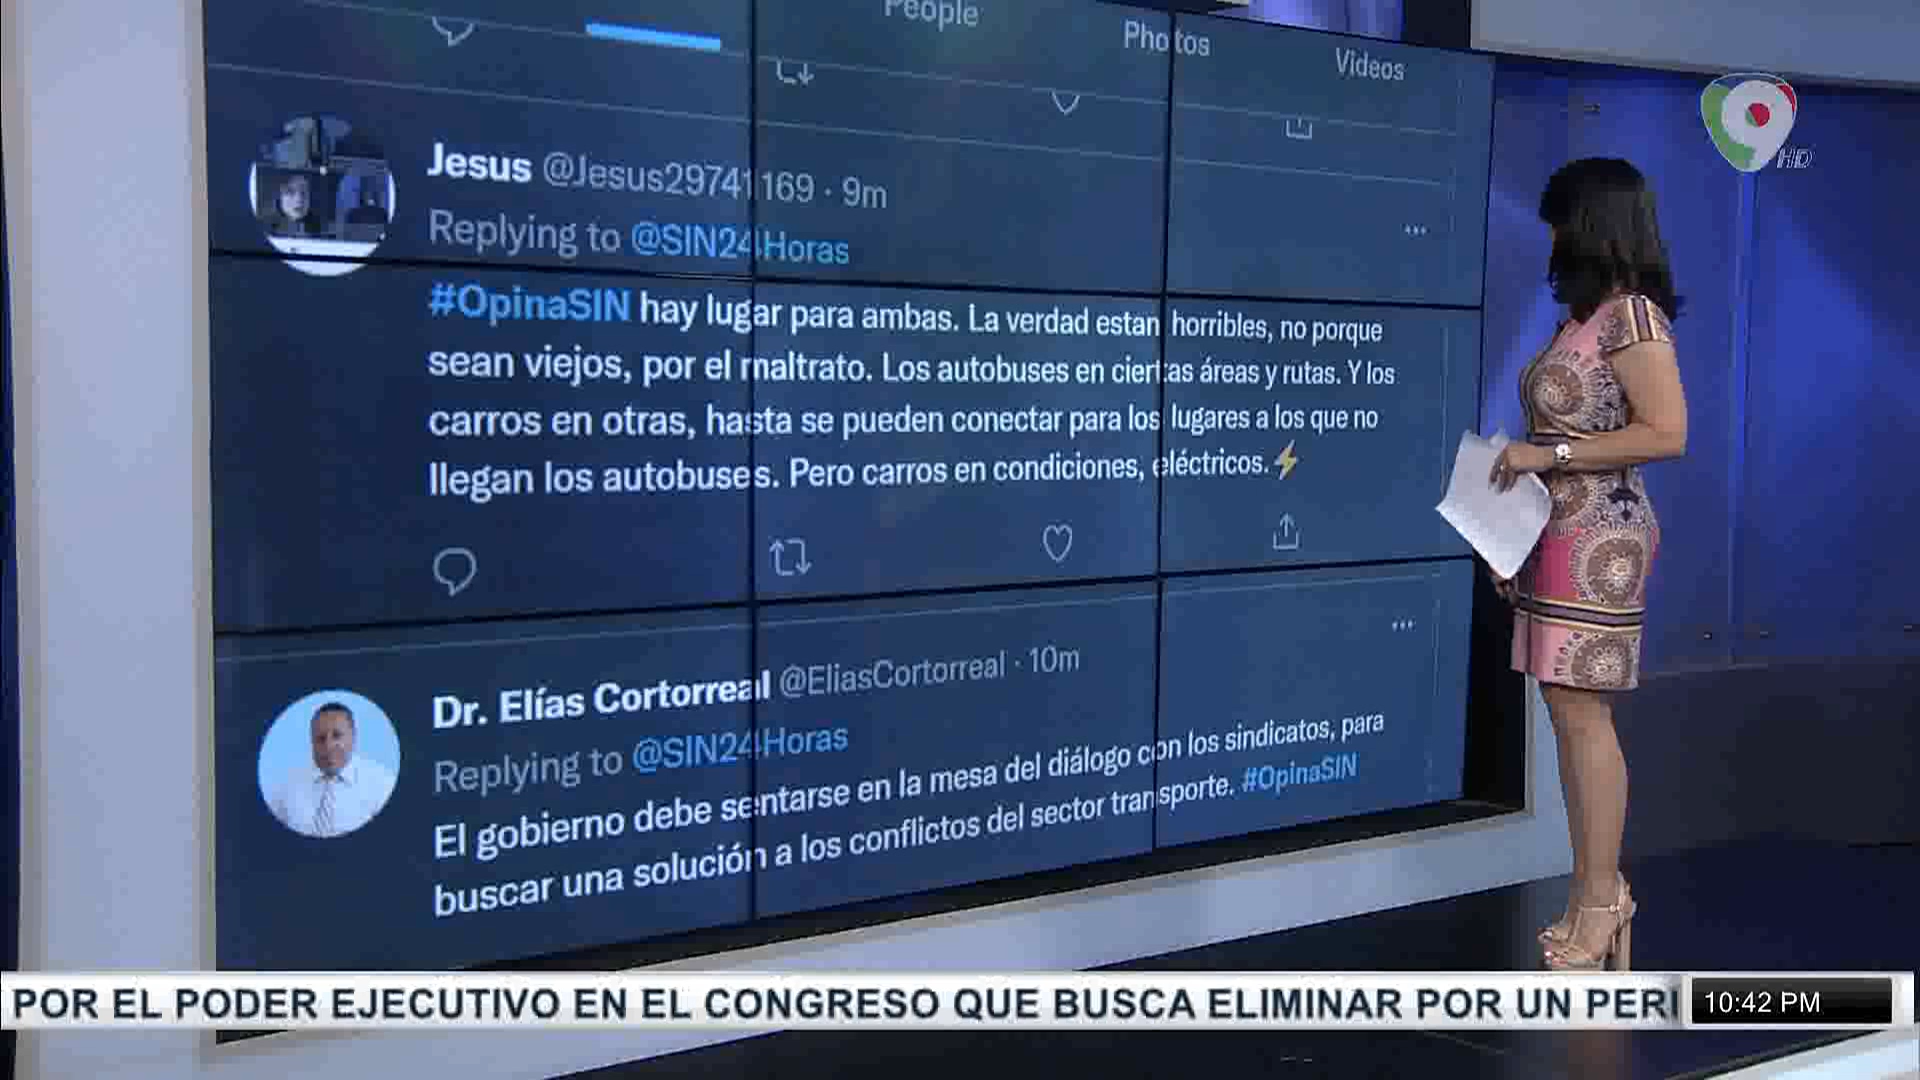 People
Photos
Videos
HD
Jesus @Jesus29741169 · 9m
Replying to @SIN24Horas
#OpinaSIN hay lugar para ambas. La verdad estan horribles, no porque
sean viejos, por el maltrato. Los autobuses en ciertas áreas y rutas. Y los
carros en otras, hasta se pueden conectar para los lugares a los que no
llegan los autobuses. Pero carros en condiciones, eléctricos.⚡
Dr. Elías Cortorreal @EliasCortorreal · 10m
Replying to @SIN24Horas
El gobierno debe sentarse en la mesa del diálogo con los sindicatos, para
buscar una solución a los conflictos del sector transporte. #OpinaSIN
POR EL PODER EJECUTIVO EN EL CONGRESO QUE BUSCA ELIMINAR POR UN PERI
10:42 PM